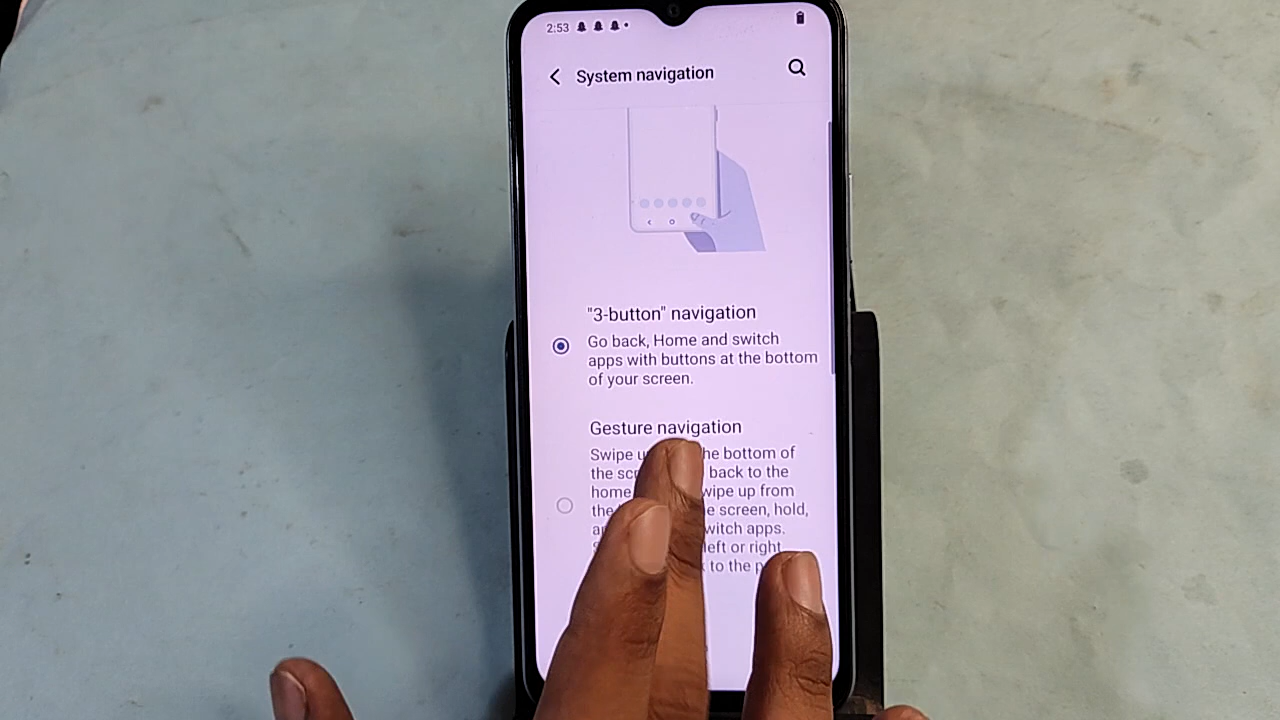 2:53
System navigation
"3-button" navigation
Go back, Home and switch
apps with buttons at the bottom
of your screen.
Gesture navigation
Swipe he bottom of
the back to the
home wipe up from
the e screen, hold,
witch apps.
left or right
to the